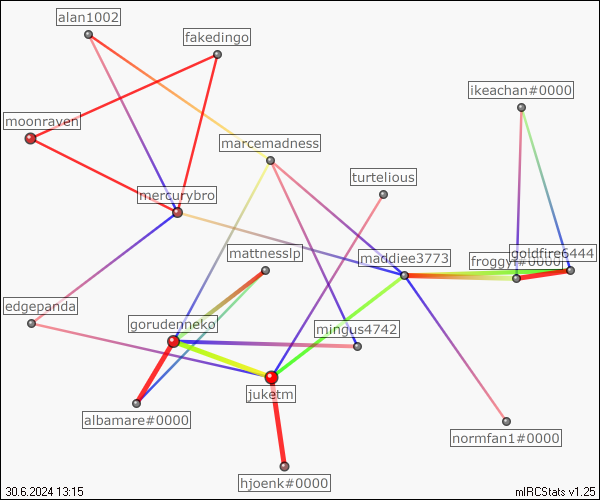 alan1002
fakedingo
ikeachan#0000
moonraven
marcemadness
turtelious
mercurybro
mattnesslp
goldfire6444
maddiee3773
froggyf#0000
edgepanda
gorudenneko
mingus4742
juketm
albamare#0000
normfan1#0000
hjoenk#0000
30.6.2024 13:15
mIRCStats v1.25